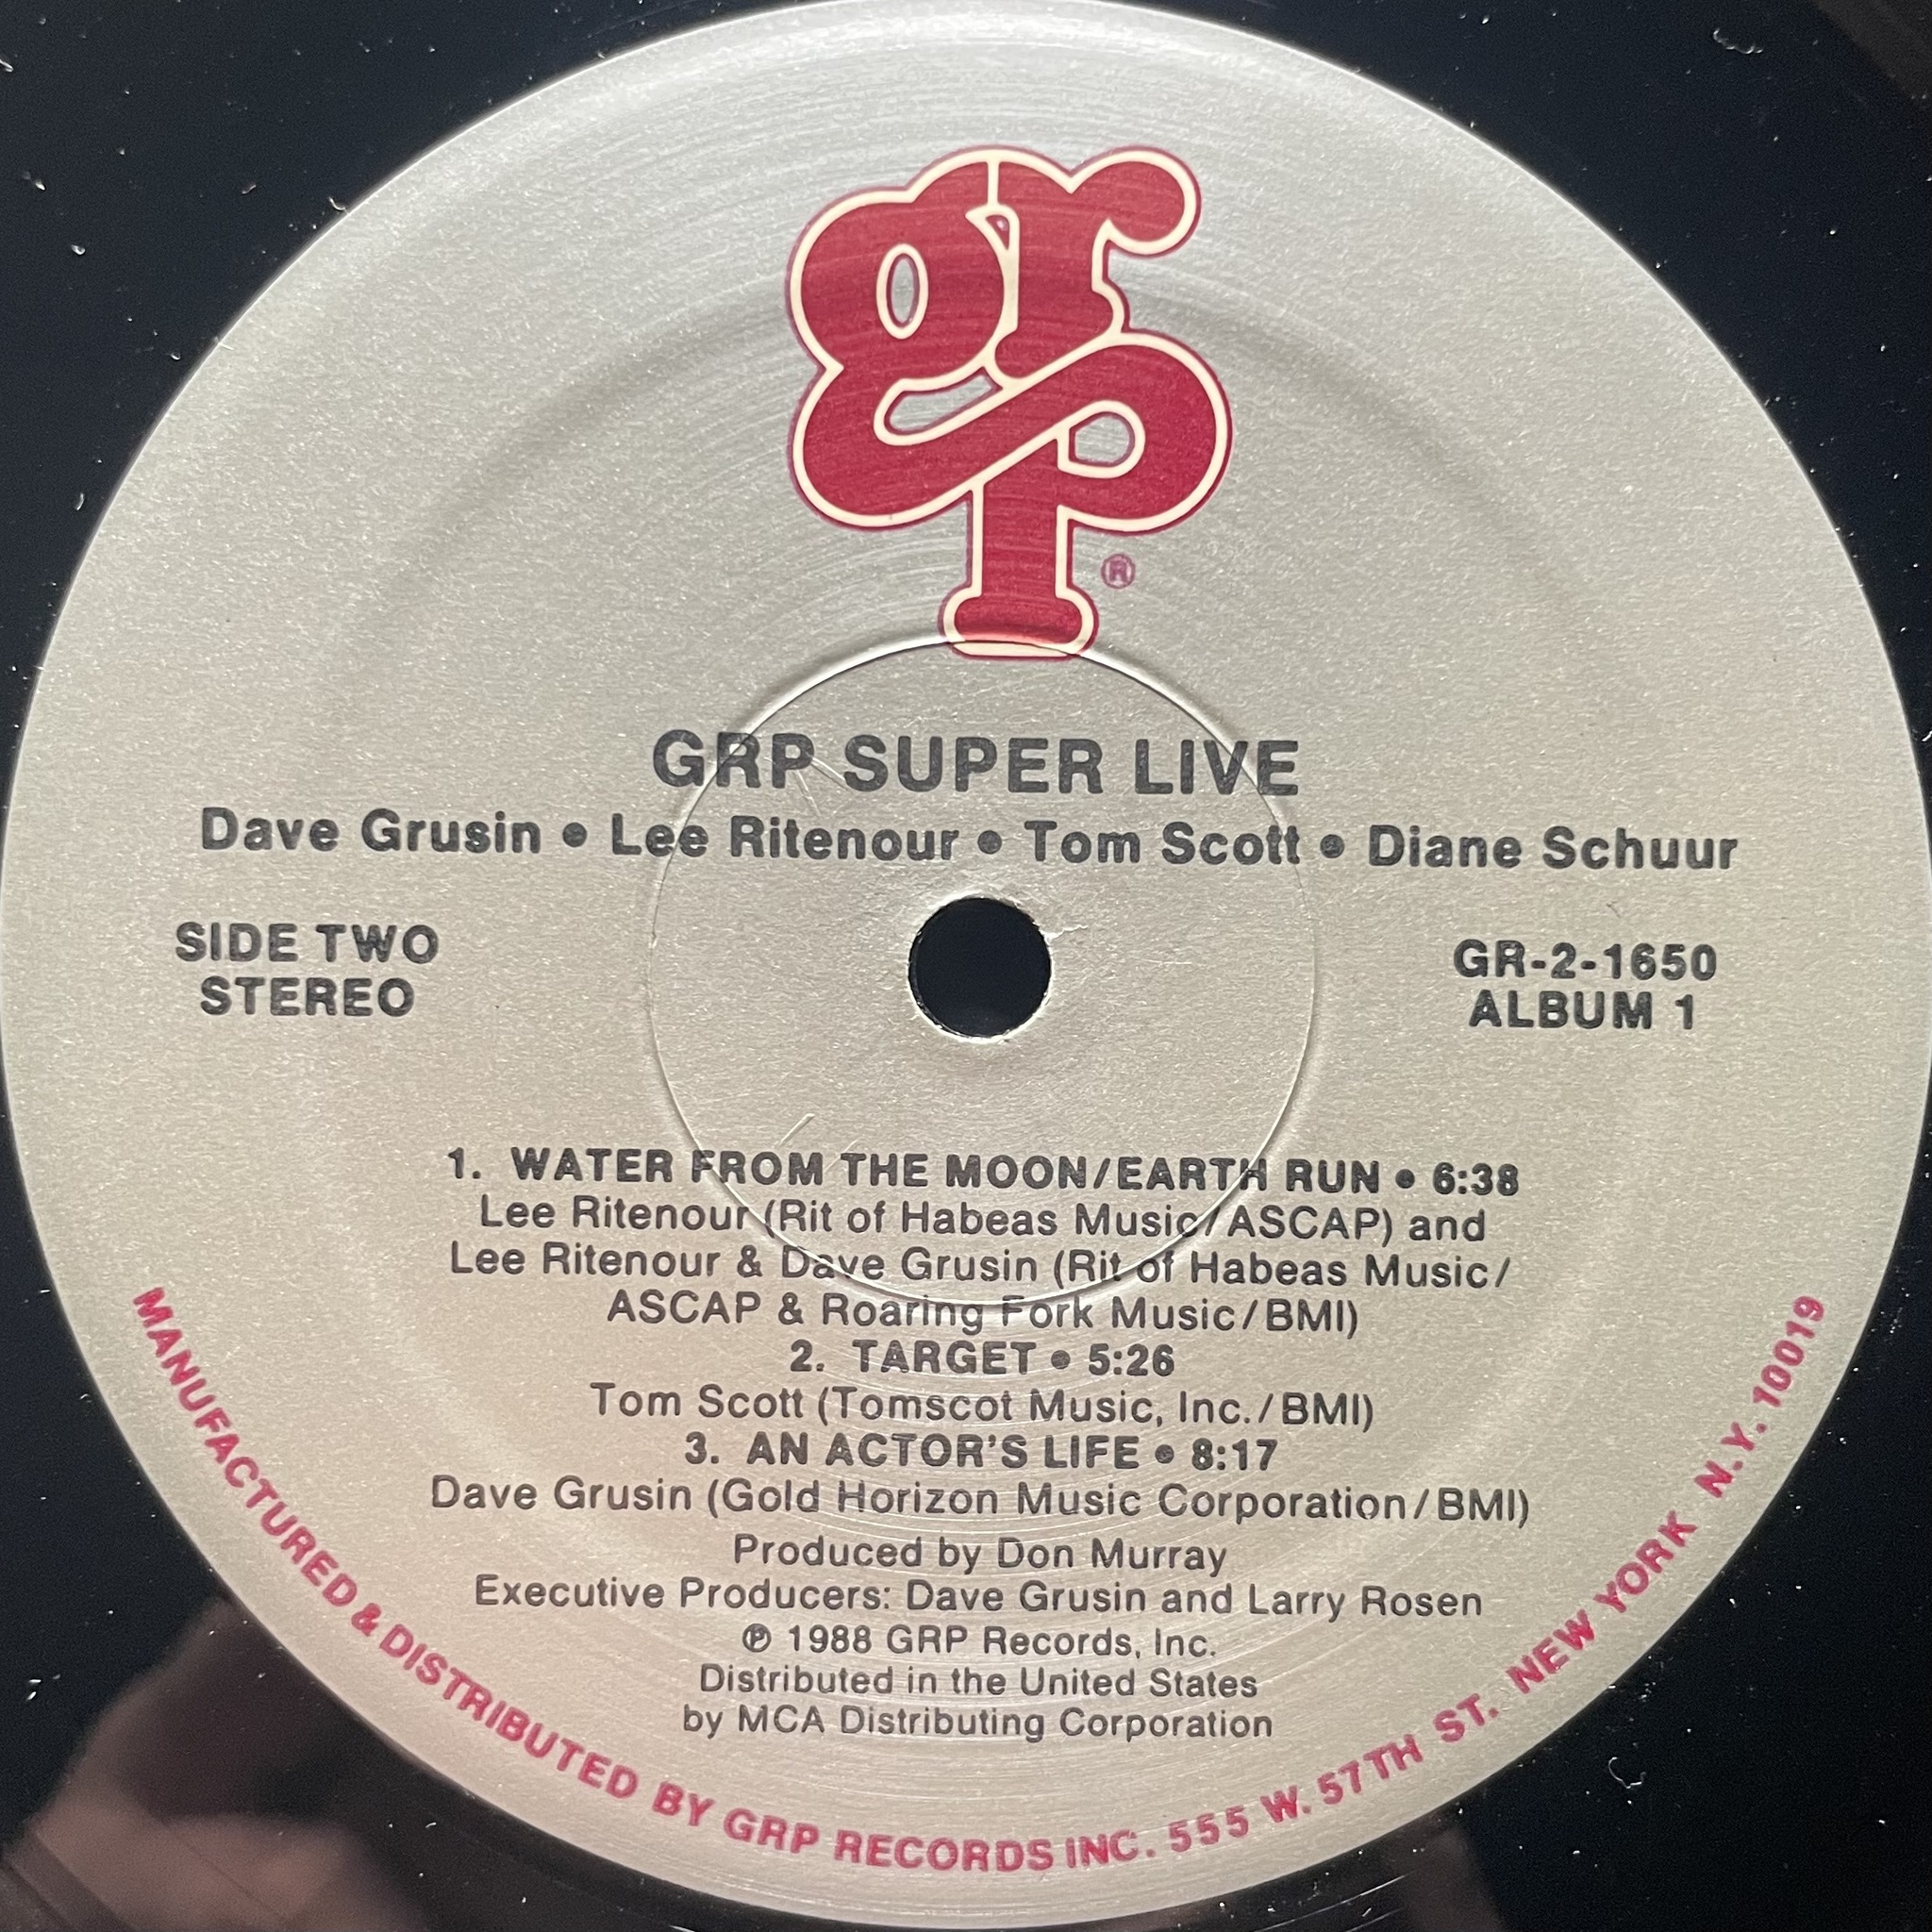 grp ®
GRP SUPER LIVE
Dave Grusin • Lee Ritenour • Tom Scott • Diane Schuur
SIDE TWO
STEREO
GR-2-1650
ALBUM 1
1. WATER FROM THE MOON/EARTH RUN • 6:38
Lee Ritenour (Rit of Habeas Music/ASCAP) and
Lee Ritenour & Dave Grusin (Rit of Habeas Music/
ASCAP & Roaring Fork Music/BMI)
2. TARGET • 5:26
Tom Scott (Tomscot Music, Inc./BMI)
3. AN ACTOR'S LIFE • 8:17
Dave Grusin (Gold Horizon Music Corporation/BMI)
Produced by Don Murray
Executive Producers: Dave Grusin and Larry Rosen
℗ 1988 GRP Records, Inc.
Distributed in the United States
by MCA Distributing Corporation
MANUFACTURED & DISTRIBUTED BY GRP RECORDS INC. 555 W. 57TH ST. NEW YORK N.Y. 10019